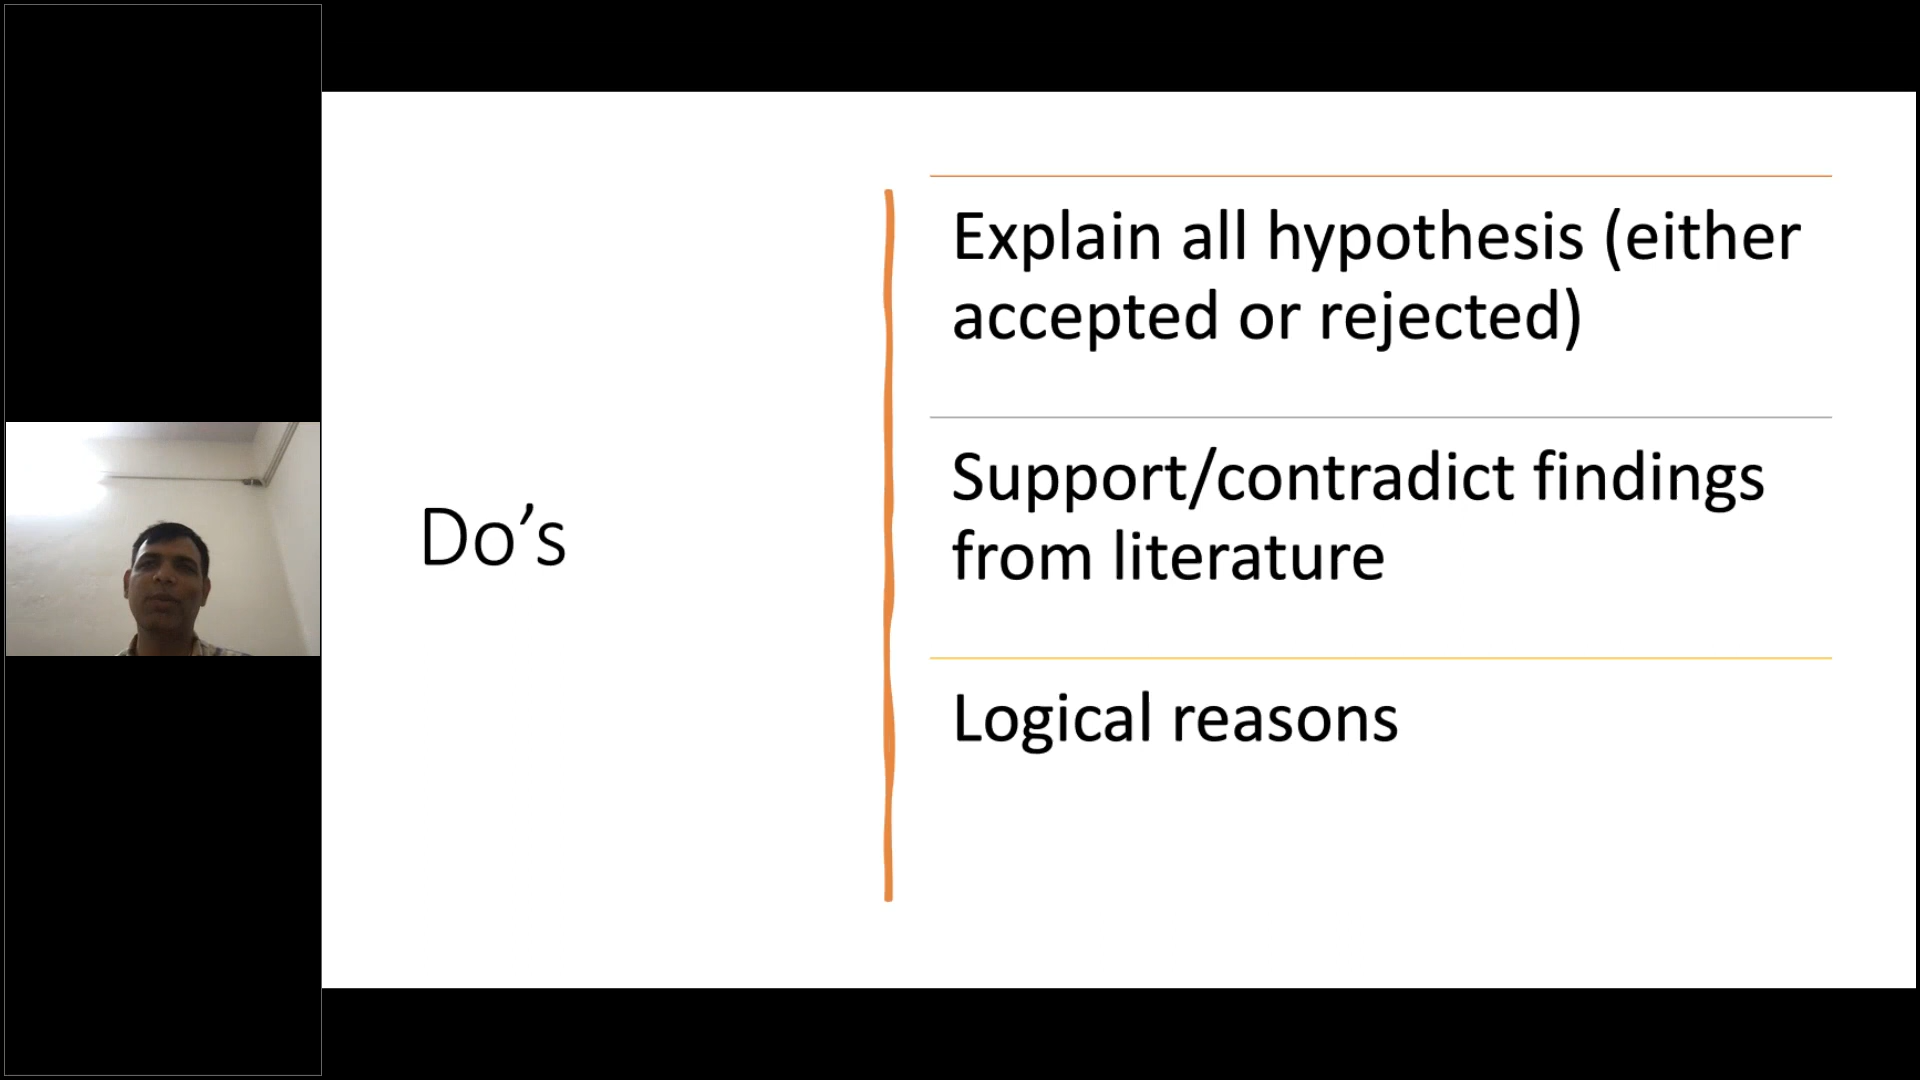 Do’s
Explain all hypothesis (either
accepted or rejected)
Support/contradict findings
from literature
Logical reasons